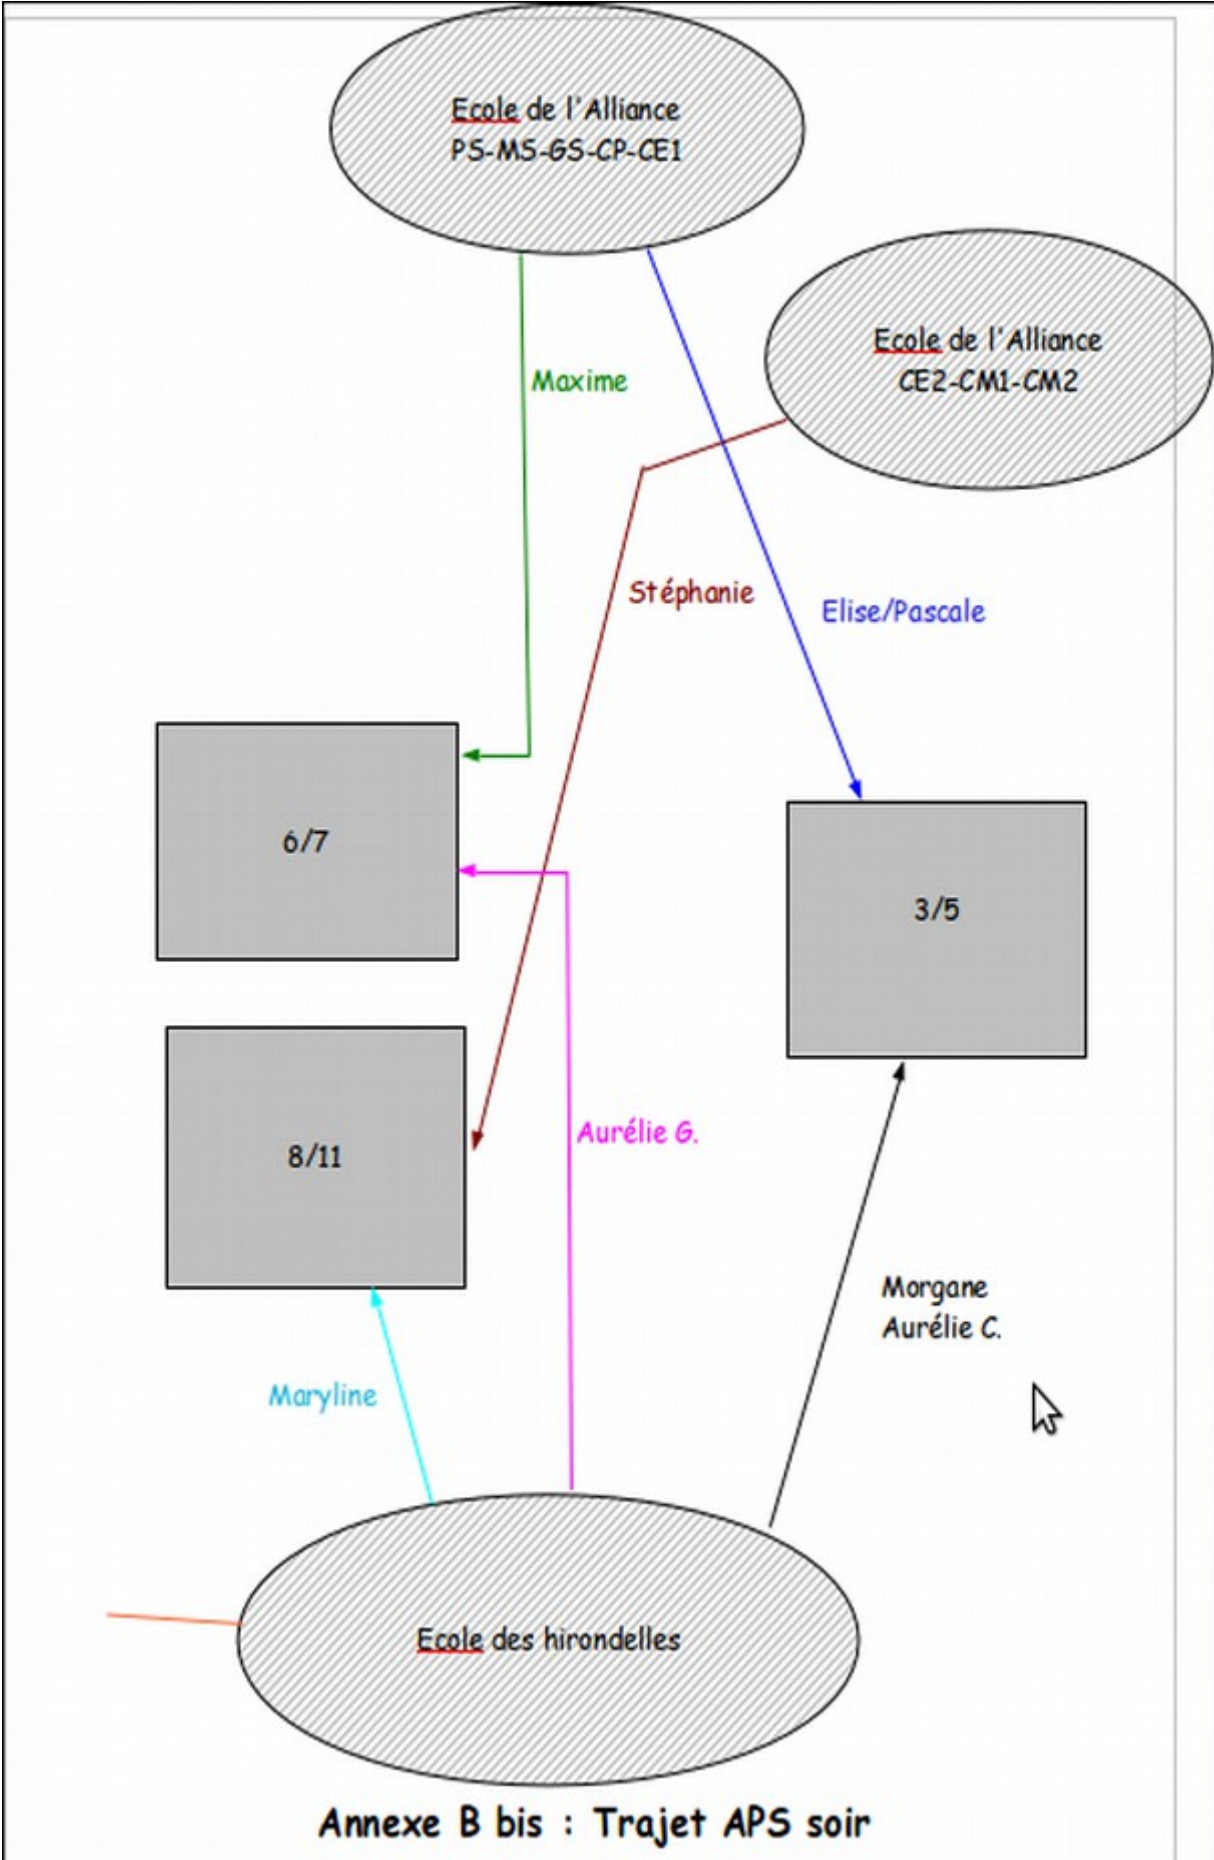 Ecole de l'Alliance
PS-MS-GS-CP-CE1
Ecole de l'Alliance
CE2-CM1-CM2
Maxime
Stéphanie
Elise/Pascale
6/7
3/5
8/11
Aurélie G.
Morgane
Aurélie C.
Maryline
Ecole des hirondelles
Annexe B bis : Trajet APS soir